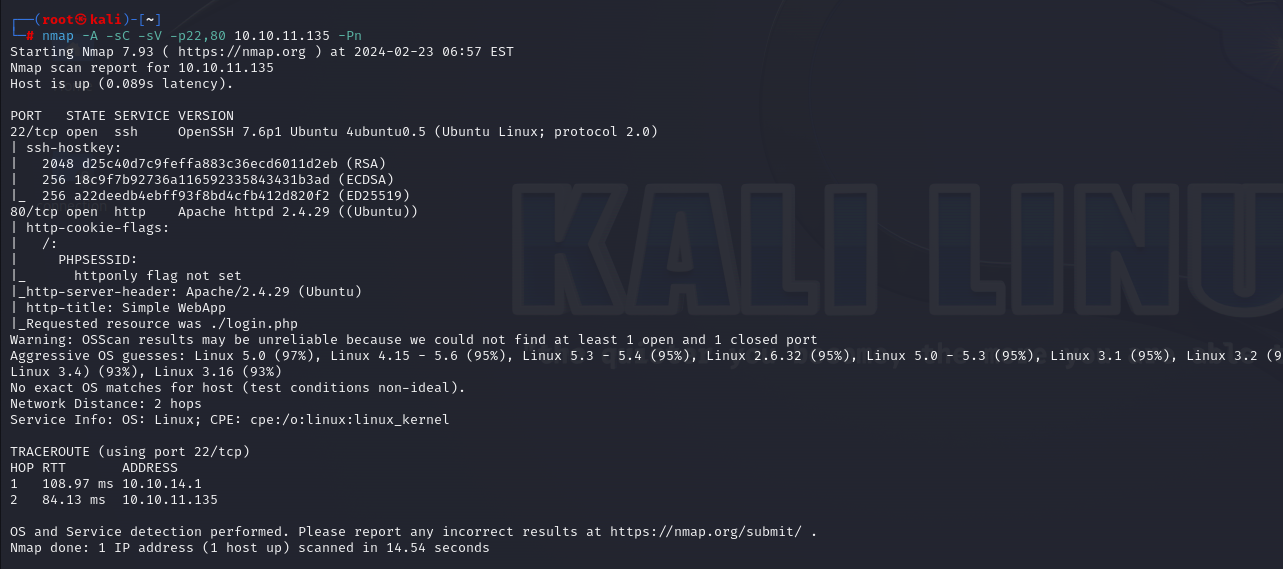 ┌──(root㉿kali)-[~]
└─# nmap -A -sC -sV -p22,80 10.10.11.135 -Pn
Starting Nmap 7.93 ( https://nmap.org ) at 2024-02-23 06:57 EST
Nmap scan report for 10.10.11.135
Host is up (0.089s latency).

PORT   STATE SERVICE VERSION
22/tcp open  ssh     OpenSSH 7.6p1 Ubuntu 4ubuntu0.5 (Ubuntu Linux; protocol 2.0)
| ssh-hostkey:
|   2048 d25c40d7c9feffa883c36ecd6011d2eb (RSA)
|   256 18c9f7b92736a116592335843431b3ad (ECDSA)
|_  256 a22deedb4ebff93f8bd4cfb412d820f2 (ED25519)
80/tcp open  http    Apache httpd 2.4.29 ((Ubuntu))
| http-cookie-flags:
|   /:
|     PHPSESSID:
|_      httponly flag not set
|_http-server-header: Apache/2.4.29 (Ubuntu)
| http-title: Simple WebApp
|_Requested resource was ./login.php
Warning: OSScan results may be unreliable because we could not find at least 1 open and 1 closed port
Aggressive OS guesses: Linux 5.0 (97%), Linux 4.15 - 5.6 (95%), Linux 5.3 - 5.4 (95%), Linux 2.6.32 (95%), Linux 5.0 - 5.3 (95%), Linux 3.1 (95%), Linux 3.2 (9
Linux 3.4) (93%), Linux 3.16 (93%)
No exact OS matches for host (test conditions non-ideal).
Network Distance: 2 hops
Service Info: OS: Linux; CPE: cpe:/o:linux:linux_kernel

TRACEROUTE (using port 22/tcp)
HOP RTT       ADDRESS
1   108.97 ms 10.10.14.1
2   84.13 ms  10.10.11.135

OS and Service detection performed. Please report any incorrect results at https://nmap.org/submit/ .
Nmap done: 1 IP address (1 host up) scanned in 14.54 seconds
KALI LINU